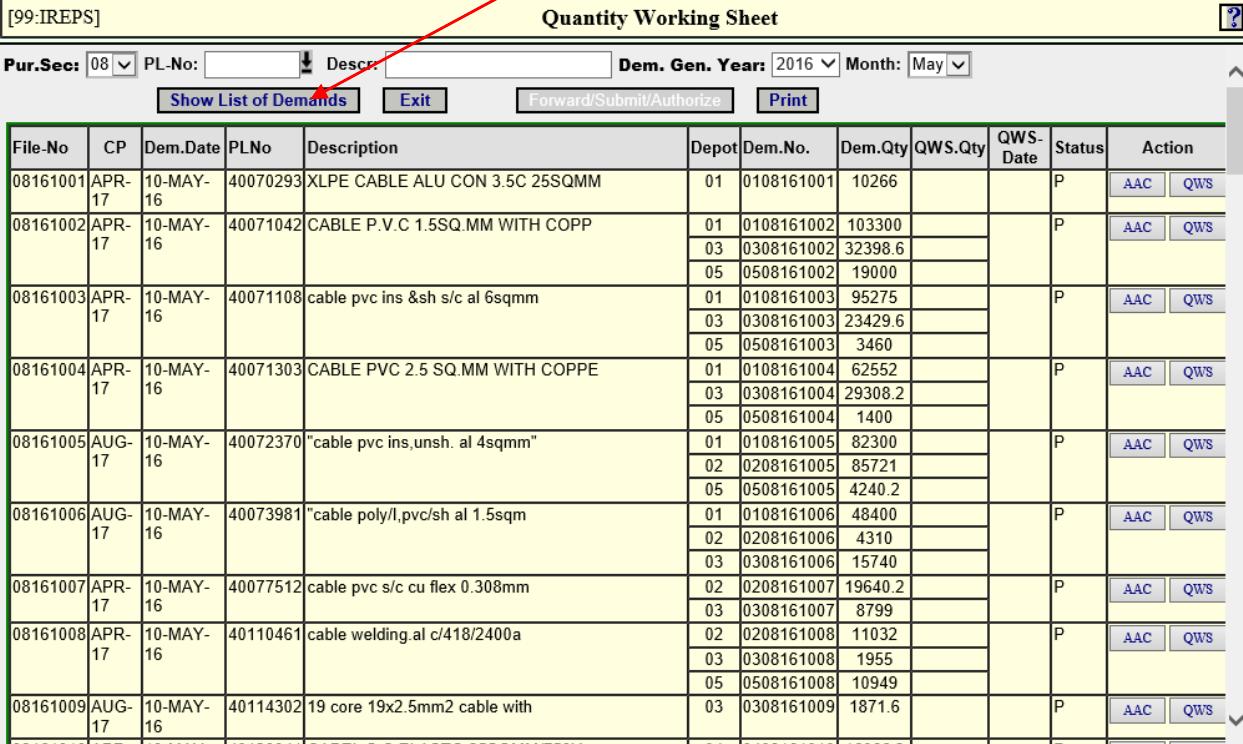 [99:IREPS] Quantity Working Sheet ?
Pur.Sec: 08 PL-No: Descr: Dem. Gen. Year: 2016 Month: May
Show List of Demands Exit Forward/Submit/Authorize Print
File-No CP Dem.Date PLNo Description Depot Dem.No. Dem.Qty QWS.Qty QWS-Date Status Action
08161001 APR-17 10-MAY-16 40070293 XLPE CABLE ALU CON 3.5C 25SQMM 01 0108161001 10266 P AAC QWS
08161002 APR-17 10-MAY-16 40071042 CABLE P.V.C 1.5SQ.MM WITH COPP 01 0108161002 103300 P AAC QWS
03 0308161002 32398.6
05 0508161002 19000
08161003 APR-17 10-MAY-16 40071108 cable pvc ins &sh s/c al 6sqmm 01 0108161003 95275 P AAC QWS
03 0308161003 23429.6
05 0508161003 3460
08161004 APR-17 10-MAY-16 40071303 CABLE PVC 2.5 SQ.MM WITH COPPE 01 0108161004 62552 P AAC QWS
03 0308161004 29308.2
05 0508161004 1400
08161005 AUG-17 10-MAY-16 40072370 "cable pvc ins,unsh. al 4sqmm" 01 0108161005 82300 P AAC QWS
02 0208161005 85721
05 0508161005 4240.2
08161006 AUG-17 10-MAY-16 40073981 "cable poly/I,pvc/sh al 1.5sqm 01 0108161006 48400 P AAC QWS
02 0208161006 4310
03 0308161006 15740
08161007 APR-17 10-MAY-16 40077512 cable pvc s/c cu flex 0.308mm 02 0208161007 19640.2 P AAC QWS
03 0308161007 8799
08161008 APR-17 10-MAY-16 40110461 cable welding.al c/418/2400a 02 0208161008 11032 P AAC QWS
03 0308161008 1955
05 0508161008 10949
08161009 AUG-17 10-MAY-16 40114302 19 core 19x2.5mm2 cable with 03 0308161009 1871.6 P AAC QWS